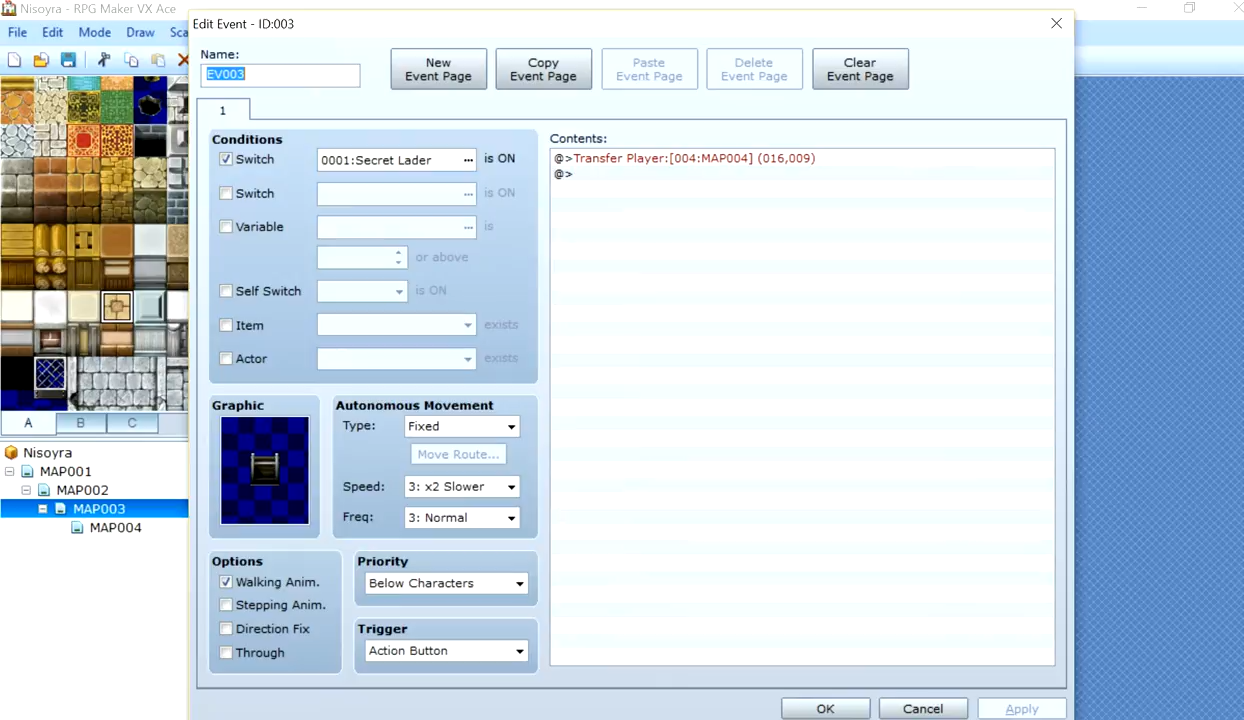 Nisoyra - RPG Maker VX Ace
File Edit Mode Draw Sca
Edit Event - ID:003
Name:
EV003
New
Event Page
Copy
Event Page
Paste
Event Page
Delete
Event Page
Clear
Event Page
1
Conditions
Switch 0001:Secret Lader ... is ON
Switch ... is ON
Variable ... is
or above
Self Switch is ON
Item exists
Actor exists
Graphic
Autonomous Movement
Type: Fixed
Move Route...
Speed: 3: x2 Slower
Freq: 3: Normal
Options
Walking Anim.
Stepping Anim.
Direction Fix
Through
Priority
Below Characters
Trigger
Action Button
Contents:
@>Transfer Player:[004:MAP004] (016,009)
@>
A B C
Nisoyra
MAP001
MAP002
MAP003
MAP004
OK Cancel Apply